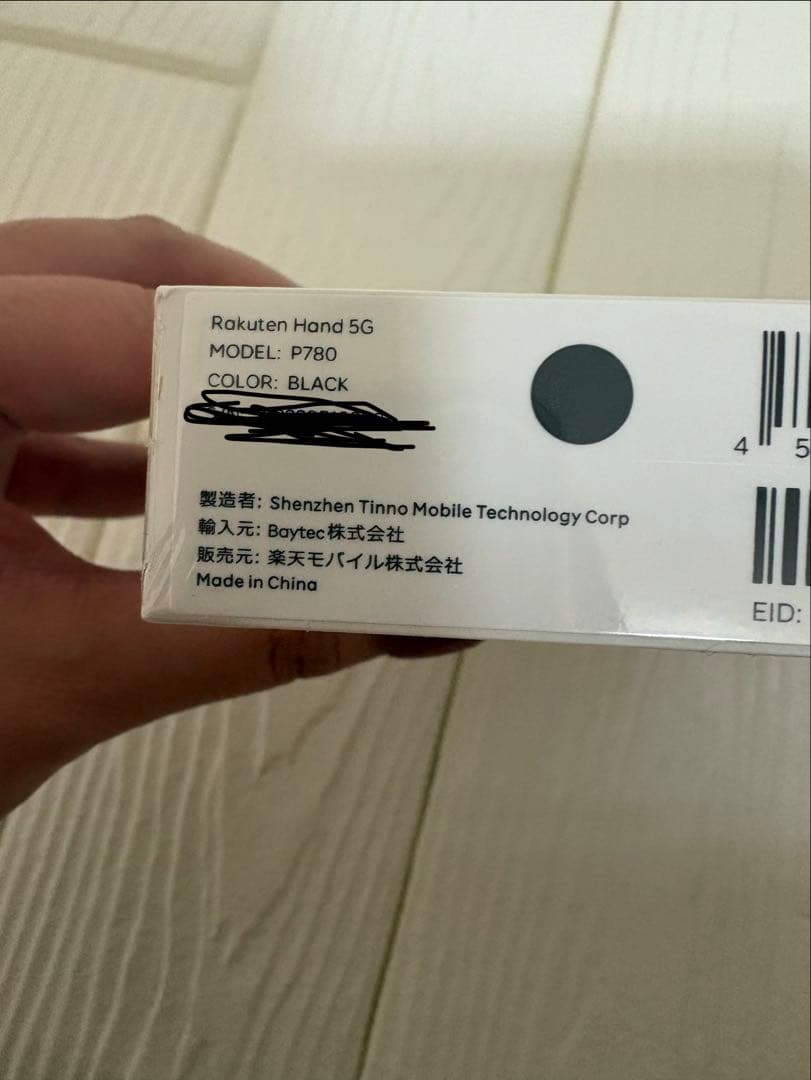 Rakuten Hand 5G
MODEL: P780
COLOR: BLACK
製造者: Shenzhen Tinno Mobile Technology Corp
輸入元: Baytec株式会社
販売元: 楽天モバイル株式会社
Made in China
4 5
EID: